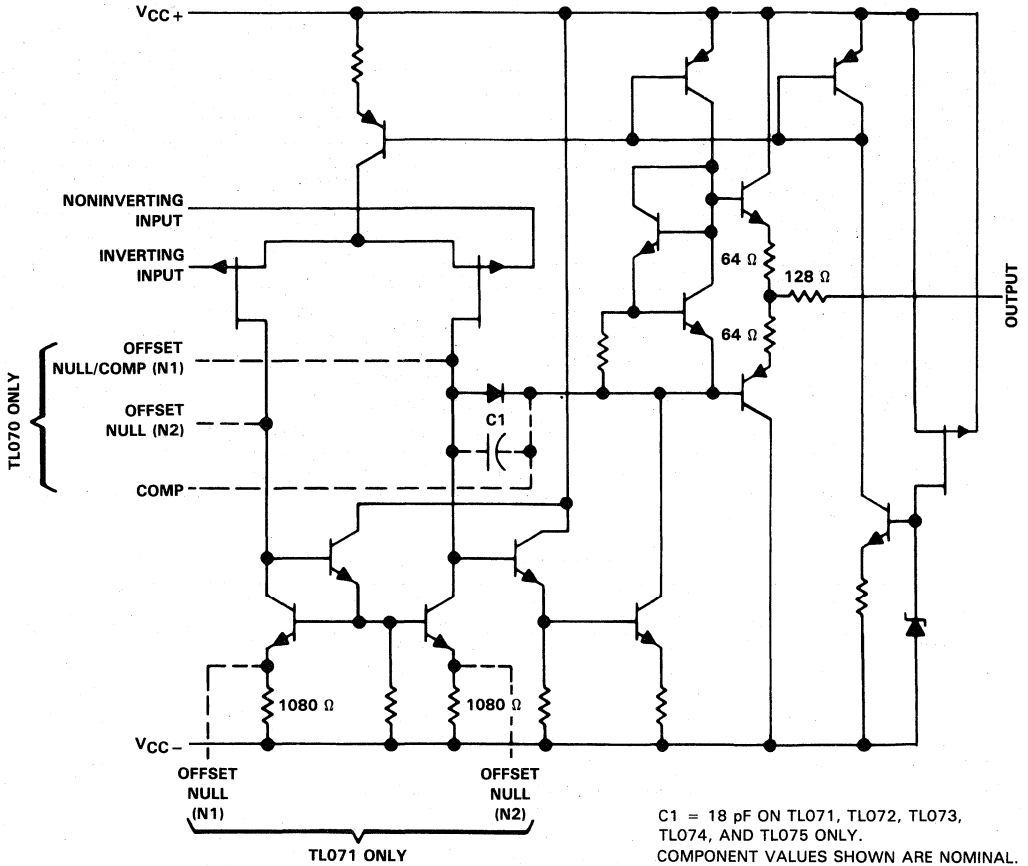 VCC+
NONINVERTING
INPUT
INVERTING
INPUT
64 Ω
128 Ω
OUTPUT
64 Ω
OFFSET
NULL/COMP (N1)
OFFSET
NULL (N2)
COMP
TL070 ONLY
C1
1080 Ω
1080 Ω
VCC−
OFFSET
NULL
(N1)
OFFSET
NULL
(N2)
TL071 ONLY
C1 = 18 pF ON TL071, TL072, TL073,
TL074, AND TL075 ONLY.
COMPONENT VALUES SHOWN ARE NOMINAL.